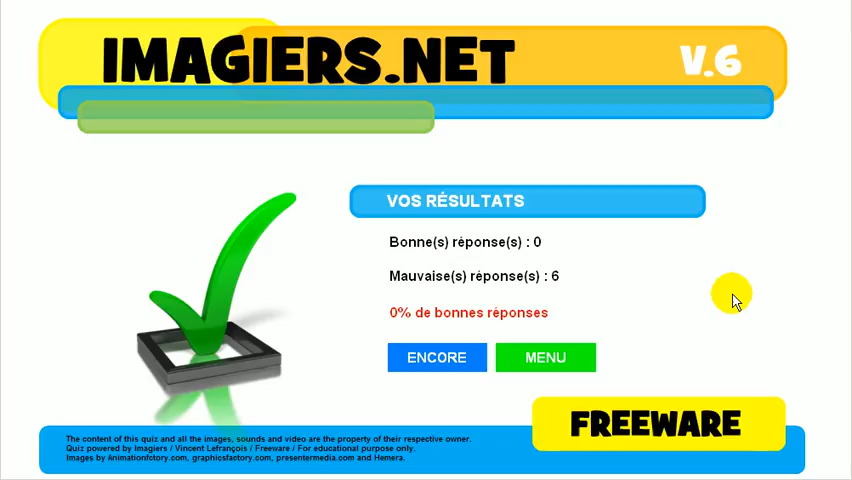 IMAGIERS.NET
V.6
VOS RÉSULTATS
Bonne(s) réponse(s) : 0
Mauvaise(s) réponse(s) : 6
0% de bonnes réponses
ENCORE
MENU
FREEWARE
The content of this quiz and all the images, sounds and video are the property of their respective owner.
Quiz powered by Imagiers / Vincent Lefrançois / Freeware / For educational purpose only.
Images by Animationfctory.com, graphicsfactory.com, presentermedia.com and Hemera.